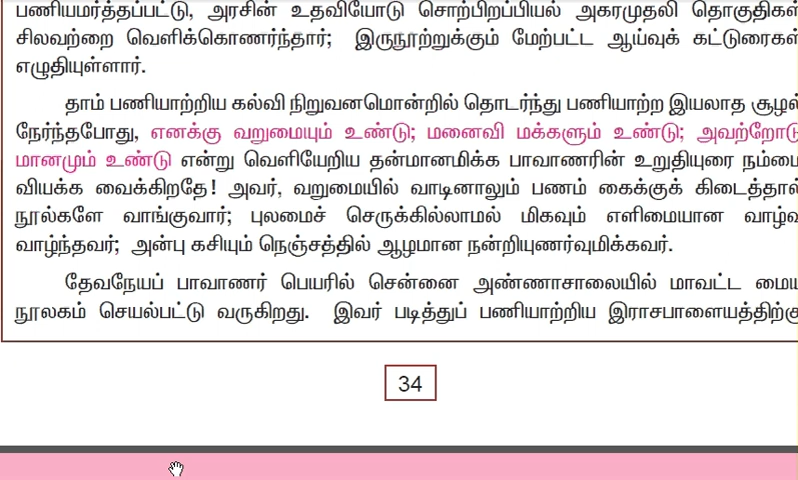 பணியமர்த்தப்பட்டு, அரசின் உதவியோடு சொற்பிறப்பியல் அகரமுதலி தொகுதிகள்
சிலவற்றை வெளிக்கொணர்ந்தார்; இருநூற்றுக்கும் மேற்பட்ட ஆய்வுக் கட்டுரைகள்
எழுதியுள்ளார்.
தாம் பணியாற்றிய கல்வி நிறுவனமொன்றில் தொடர்ந்து பணியாற்ற இயலாத சூழல்
நேர்ந்தபோது, எனக்கு வறுமையும் உண்டு; மனைவி மக்களும் உண்டு; அவற்றோடு
மானமும் உண்டு என்று வெளியேறிய தன்மானமிக்க பாவாணரின் உறுதியுரை நம்மை
வியக்க வைக்கிறதே! அவர், வறுமையில் வாடினாலும் பணம் கைக்குக் கிடைத்தால்
நூல்களே வாங்குவார்; புலமைச் செருக்கில்லாமல் மிகவும் எளிமையான வாழ்வு
வாழ்ந்தவர்; அன்பு கசியும் நெஞ்சத்தில் ஆழமான நன்றியுணர்வுமிக்கவர்.
தேவநேயப் பாவாணர் பெயரில் சென்னை அண்ணாசாலையில் மாவட்ட மைய
நூலகம் செயல்பட்டு வருகிறது. இவர் படித்துப் பணியாற்றிய இராசபாளையத்திற்கு
34